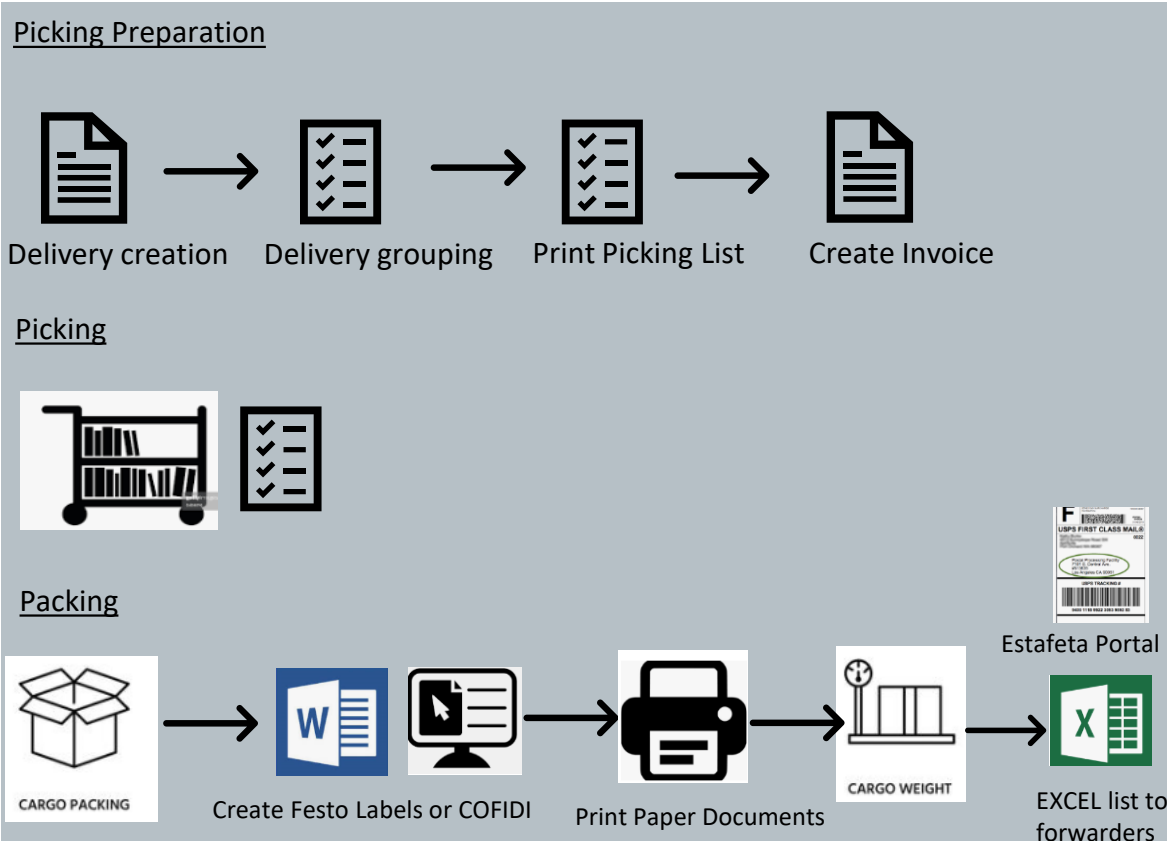 Picking Preparation
Delivery creation
Delivery grouping
Print Picking List
Create Invoice
Picking
Packing
F
USPS FIRST CLASS MAIL®
USPS TRACKING #
Estafeta Portal
W
X
CARGO PACKING
Create Festo Labels or COFIDI
Print Paper Documents
CARGO WEIGHT
EXCEL list to
forwarders